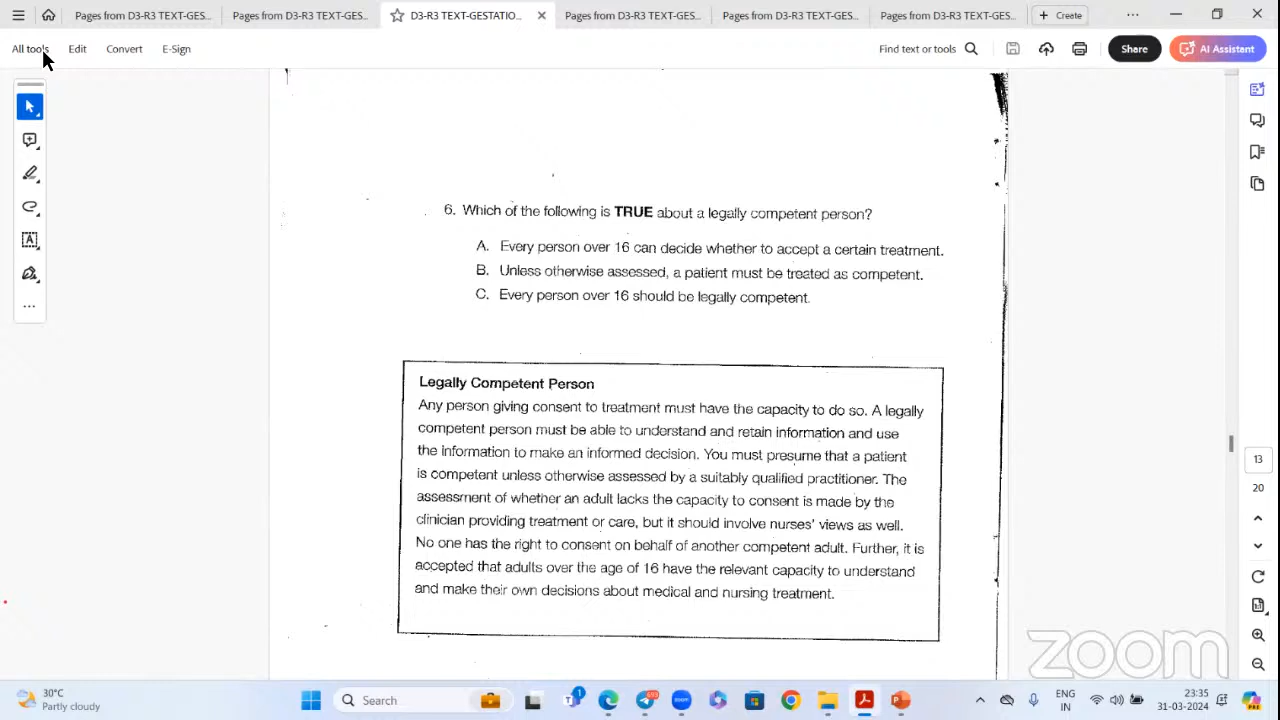 Pages from D3-R3 TEXT-GES...
Pages from D3-R3 TEXT-GES...
D3-R3 TEXT-GESTATIO...
Pages from D3-R3 TEXT-GES...
Pages from D3-R3 TEXT-GES...
Pages from D3-R3 TEXT-GES...
+ Create
All tools Edit Convert E-Sign
Find text or tools
Share
AI Assistant
6. Which of the following is TRUE about a legally competent person?
A. Every person over 16 can decide whether to accept a certain treatment.
B. Unless otherwise assessed, a patient must be treated as competent.
C. Every person over 16 should be legally competent.
Legally Competent Person
Any person giving consent to treatment must have the capacity to do so. A legally
competent person must be able to understand and retain information and use
the information to make an informed decision. You must presume that a patient
is competent unless otherwise assessed by a suitably qualified practitioner. The
assessment of whether an adult lacks the capacity to consent is made by the
clinician providing treatment or care, but it should involve nurses' views as well.
No one has the right to consent on behalf of another competent adult. Further, it is
accepted that adults over the age of 16 have the relevant capacity to understand
and make their own decisions about medical and nursing treatment.
13
20
zoom
30°C
Partly cloudy
Search
ENG
IN
23:35
31-03-2024